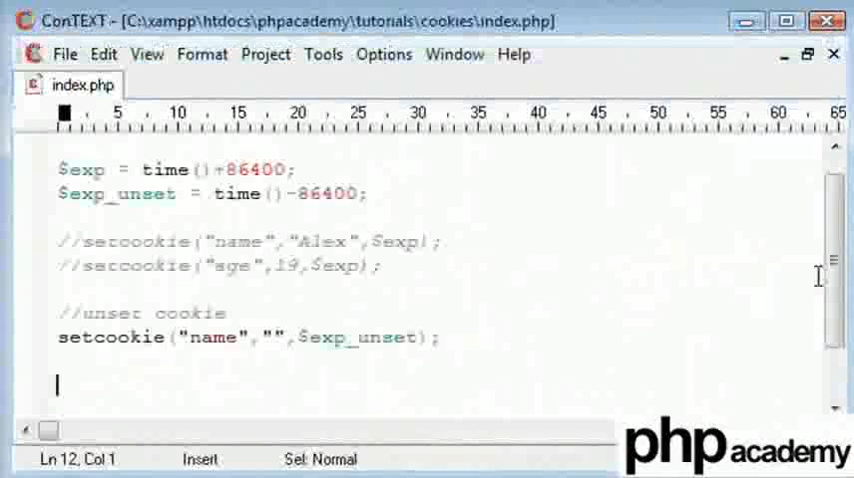 ConTEXT - [C:\xampp\htdocs\phpacademy\tutorials\cookies\index.php]
File Edit View Format Project Tools Options Window Help
index.php
5 10 15 20 25 30 35 40 45 50 55 60 65
$exp = time()+86400;
$exp_unset = time()-86400;
//setcookie("name","Alex",$exp);
//setcookie("age",19,$exp);
//unset cookie
setcookie("name","",$exp_unset);
Ln 12, Col 1 Insert Sel: Normal
php academy